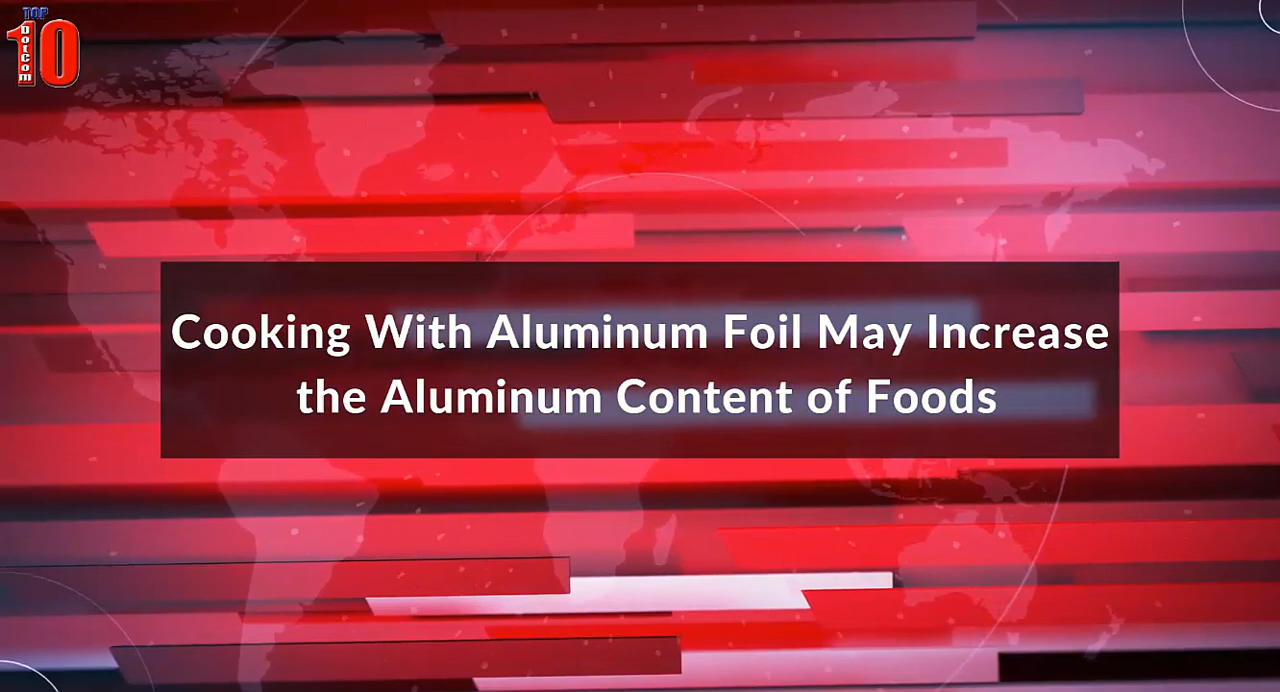 TOP
10
Dotcom
Cooking With Aluminum Foil May Increase
the Aluminum Content of Foods